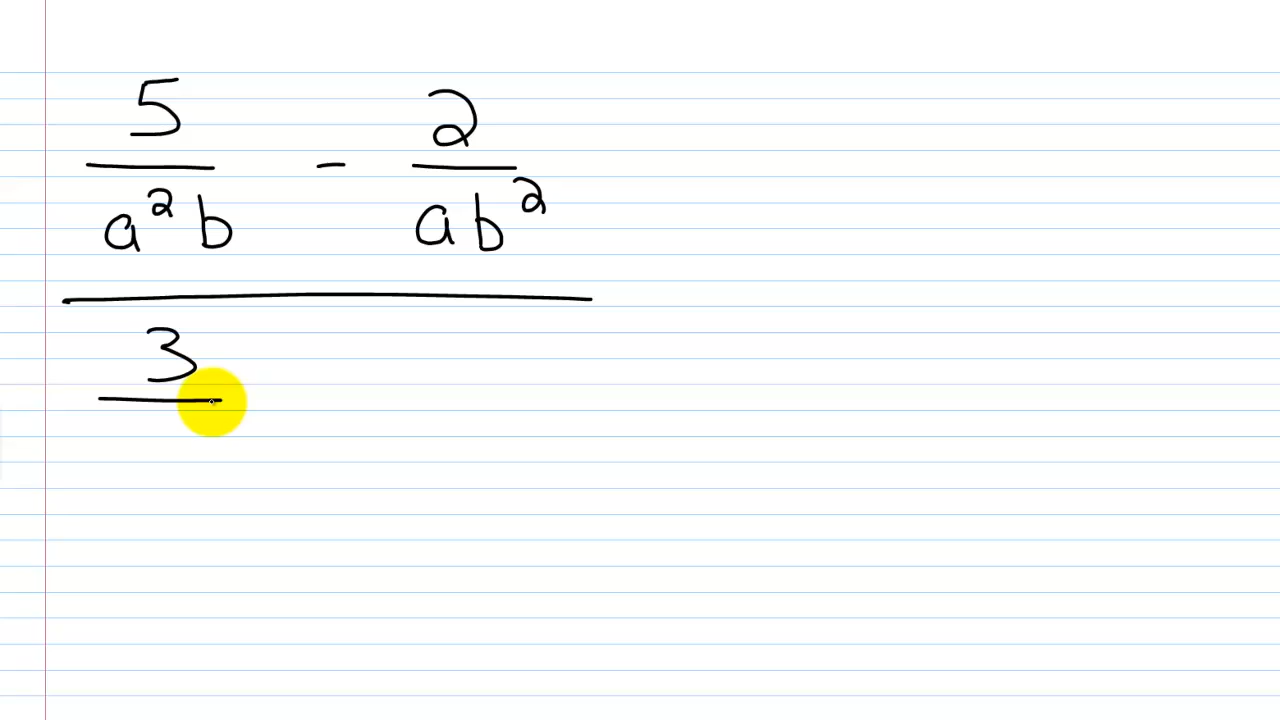 5 2
— - —
a²b ab²
———
3
—